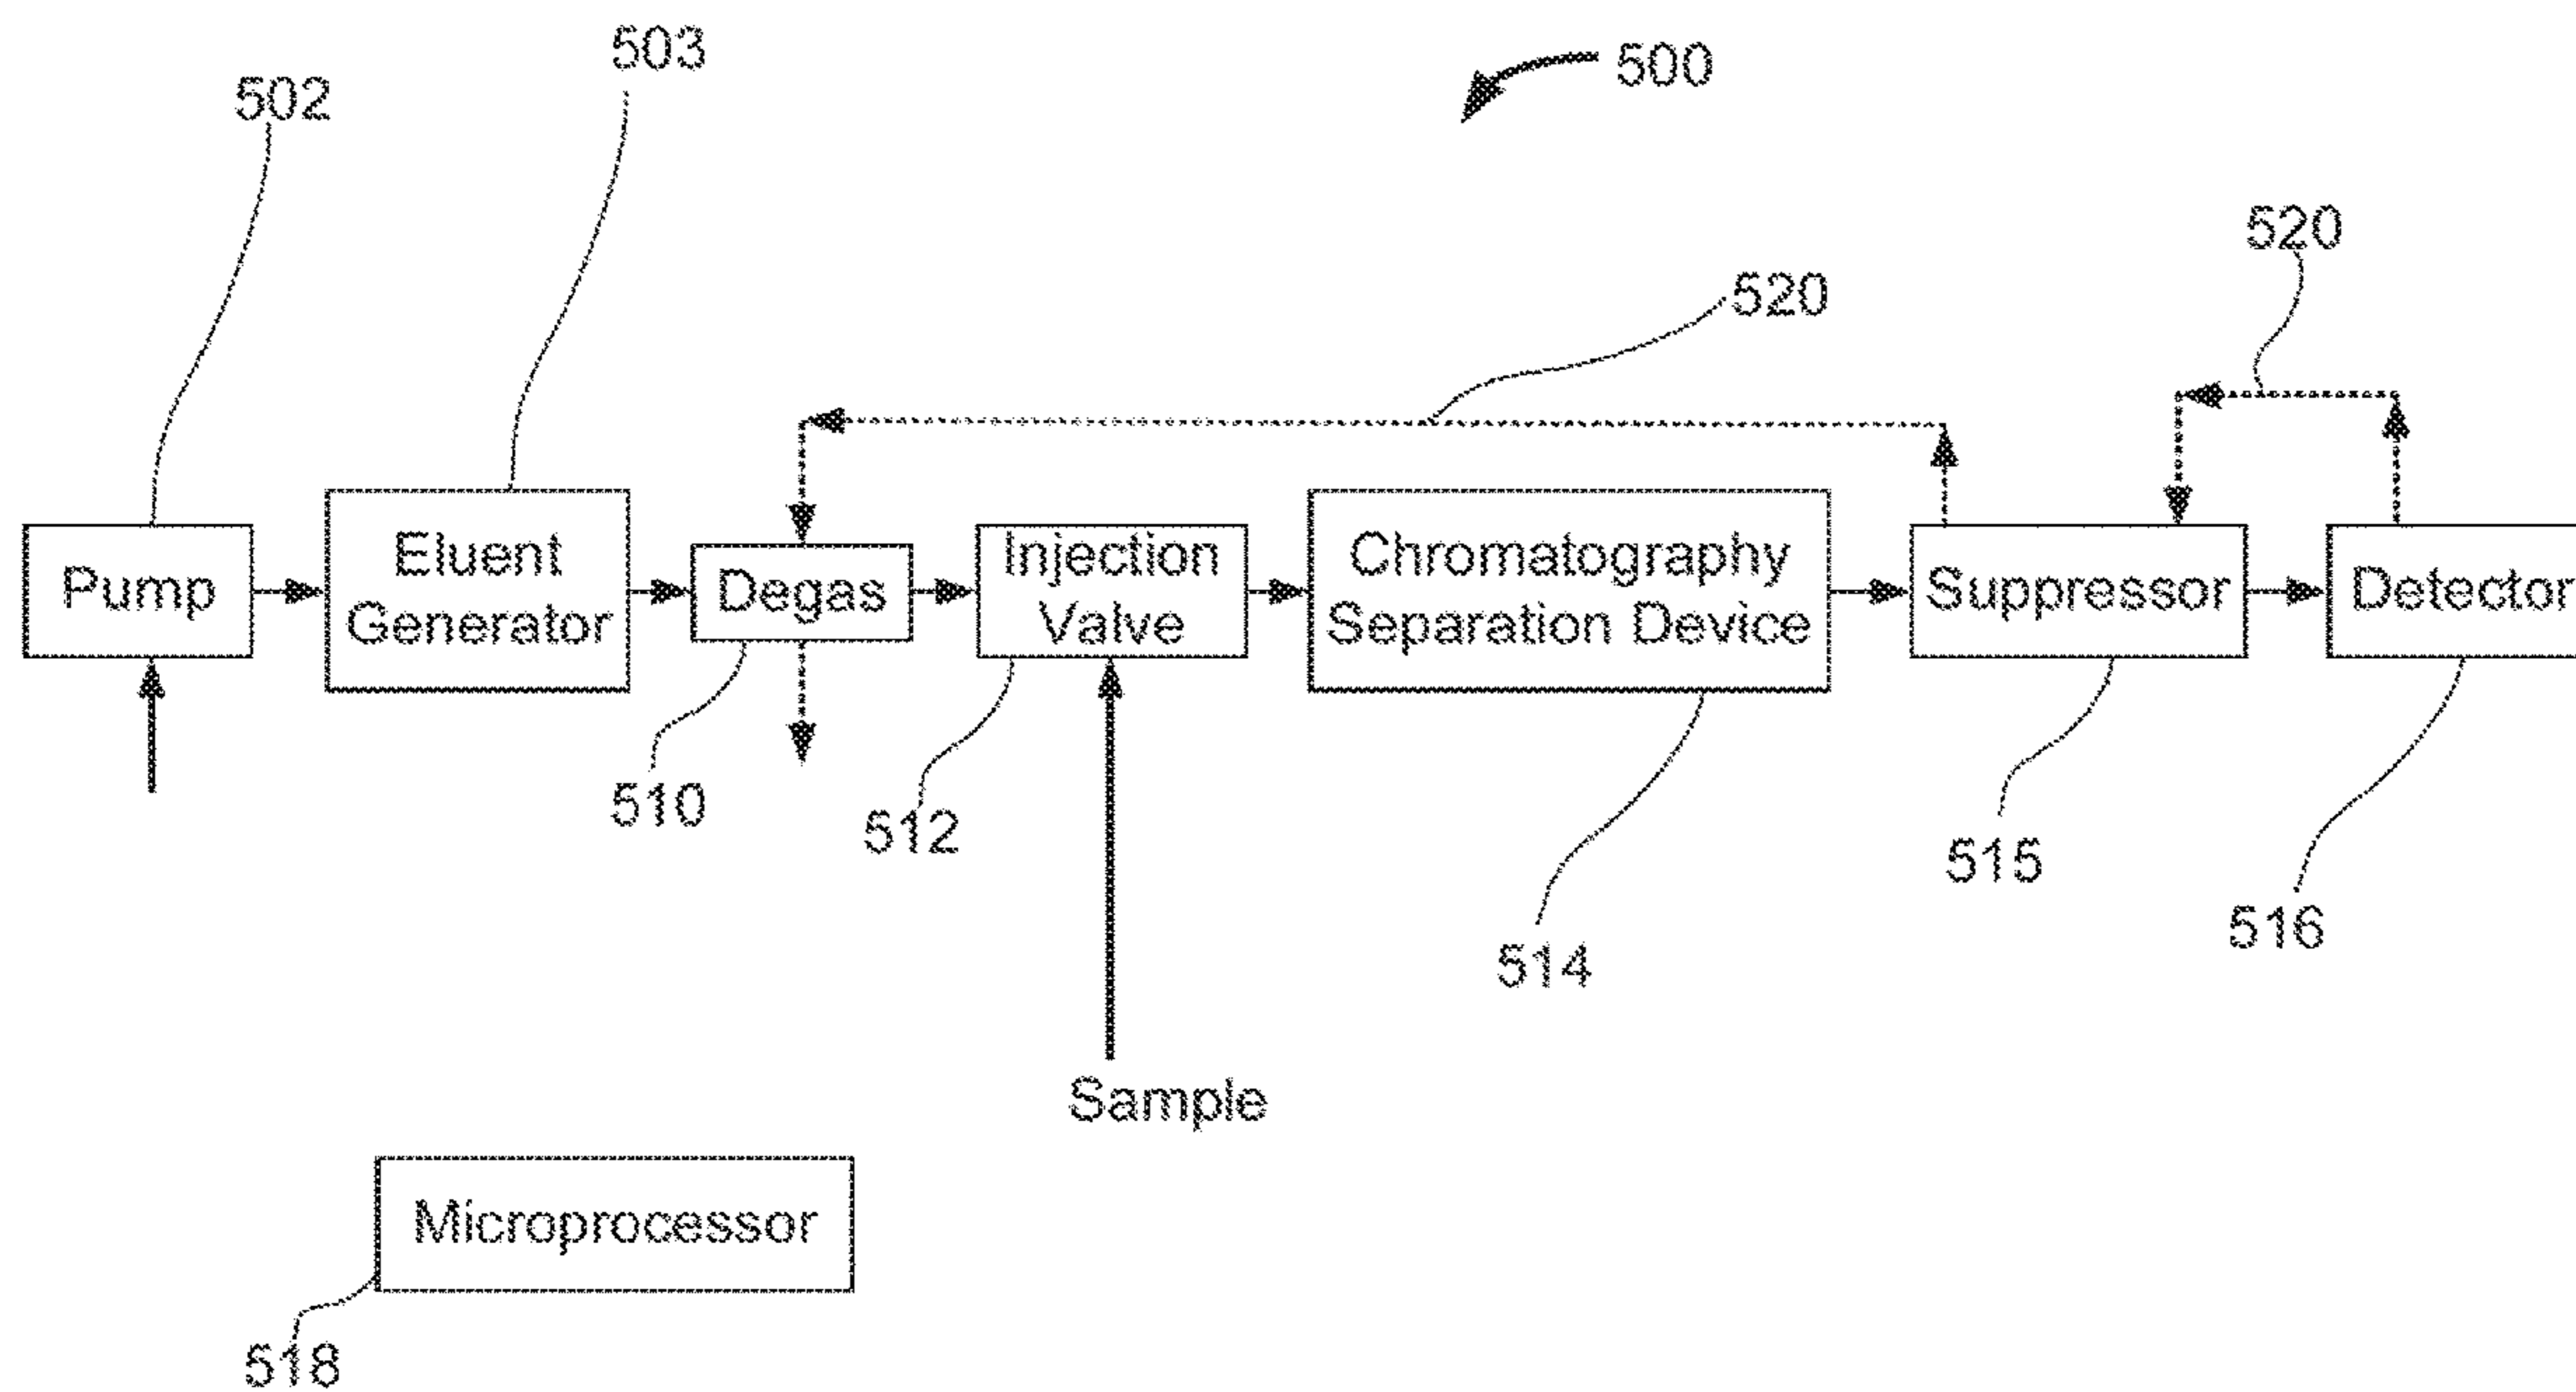 503
500
502
520
520
Pump
Eluent
Generator
Degas
Injection
Valve
Chromatography
Separation Device
Suppressor
Detector
510
512
515
516
514
Sample
Microprocessor
518